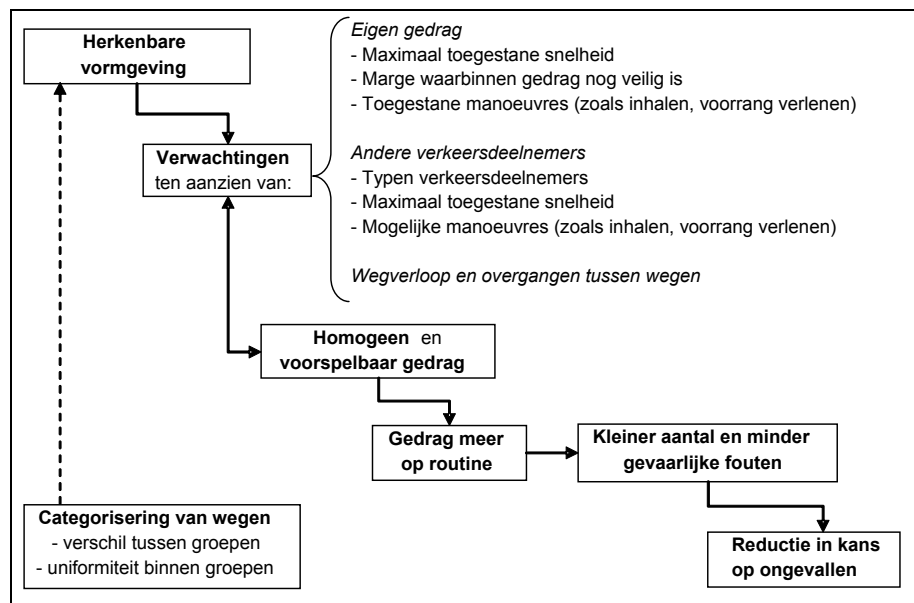 Herkenbare
vormgeving
Verwachtingen
ten aanzien van:
Eigen gedrag
- Maximaal toegestane snelheid
- Marge waarbinnen gedrag nog veilig is
- Toegestane manoeuvres (zoals inhalen, voorrang verlenen)
Andere verkeersdeelnemers
- Typen verkeersdeelnemers
- Maximaal toegestane snelheid
- Mogelijke manoeuvres (zoals inhalen, voorrang verlenen)
Wegverloop en overgangen tussen wegen
Homogeen en
voorspelbaar gedrag
Gedrag meer
op routine
Kleiner aantal en minder
gevaarlijke fouten
Categorisering van wegen
- verschil tussen groepen
- uniformiteit binnen groepen
Reductie in kans
op ongevallen